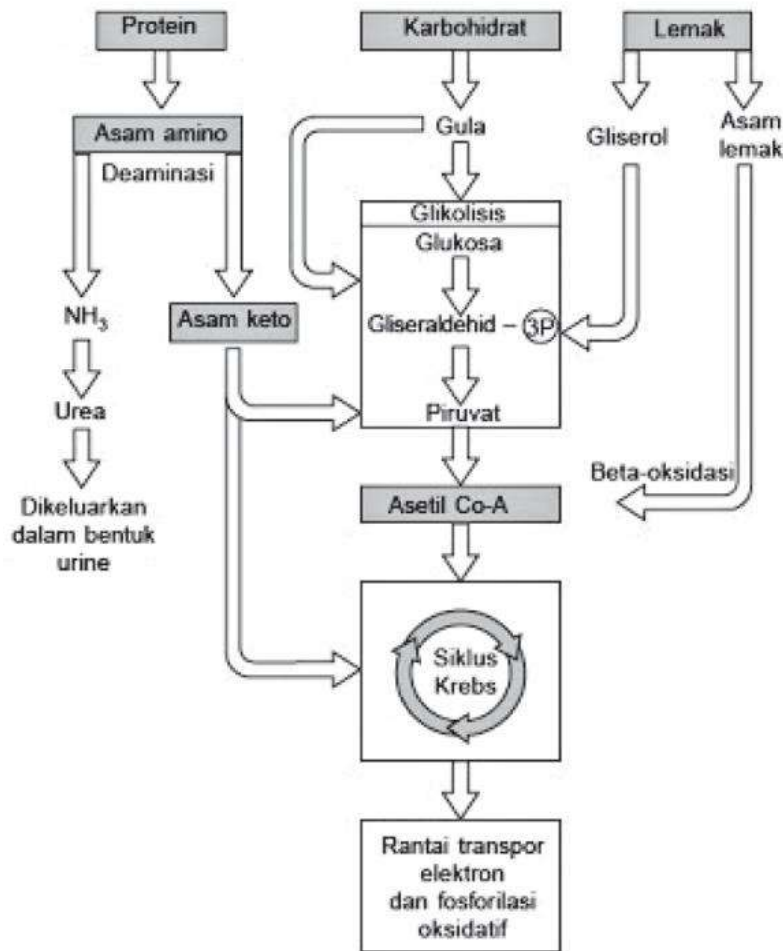 Protein
Karbohidrat
Lemak
Asam amino
Deaminasi
Gula
Gliserol
Asam
lemak
Glikolisis
Glukosa
NH₃
Asam keto
Gliseraldehid – 3P
Urea
Piruvat
Beta-oksidasi
Dikeluarkan
dalam bentuk
urine
Asetil Co-A
Siklus
Krebs
Rantai transpor
elektron
dan fosforilasi
oksidatif